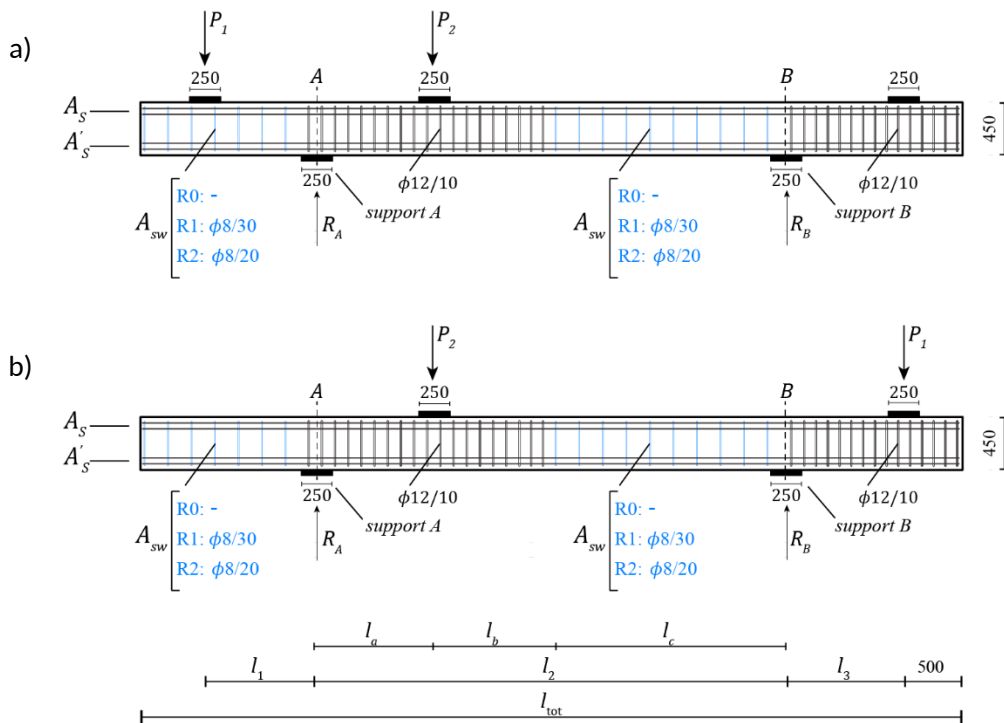 a)
P1 P2
250 A 250 B 250
AS
A'S
450
250 ϕ12/10 250 ϕ12/10
support A support B
Asw R0: - RA Asw R0: - RB
R1: ϕ8/30 R1: ϕ8/30
R2: ϕ8/20 R2: ϕ8/20
b)
P2 P1
A 250 B 250
AS
A'S
450
250 ϕ12/10 250 ϕ12/10
support A support B
Asw R0: - RA Asw R0: - RB
R1: ϕ8/30 R1: ϕ8/30
R2: ϕ8/20 R2: ϕ8/20
la lb lc
l1 l2 l3 500
ltot